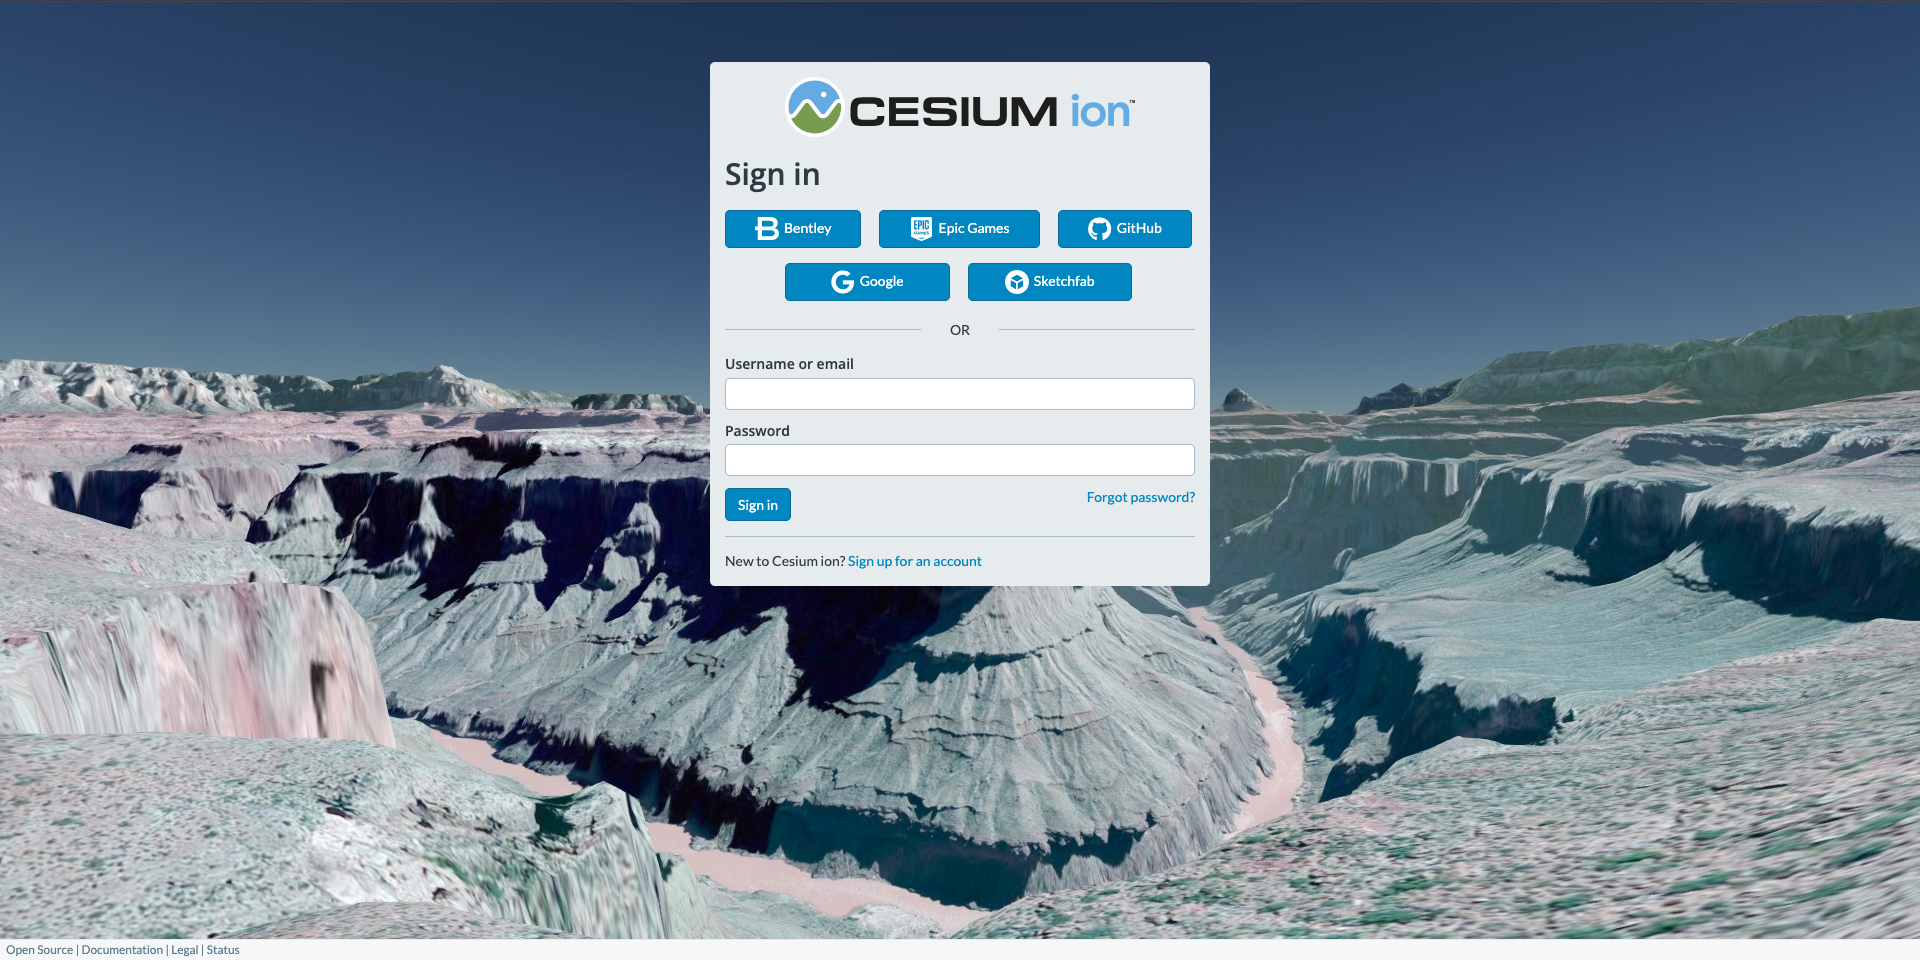 CESIUM ion™
Sign in
Bentley
EPIC GAMES Epic Games
GitHub
Google
Sketchfab
OR
Username or email
Password
Sign in
Forgot password?
New to Cesium ion? Sign up for an account
Open Source | Documentation | Legal | Status